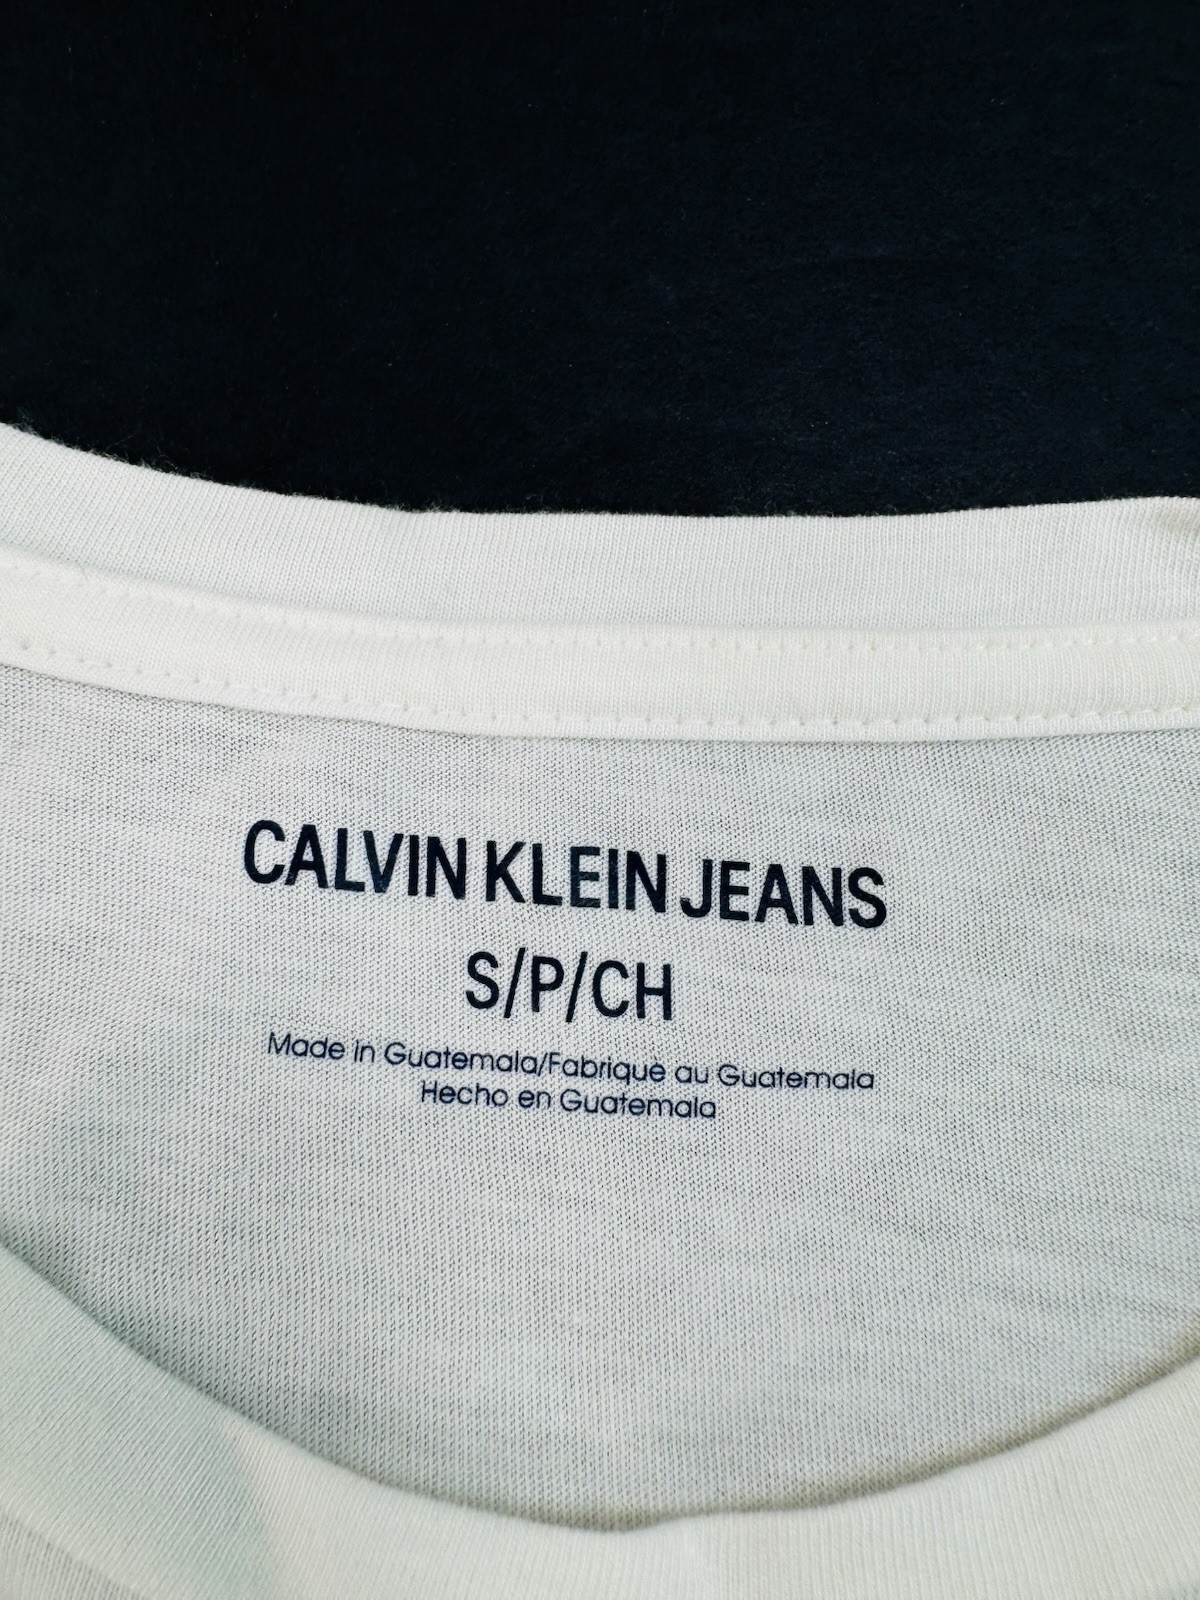 CALVIN KLEIN JEANS
S/P/CH
Made in Guatemala/Fabriqué au Guatemala
Hecho en Guatemala